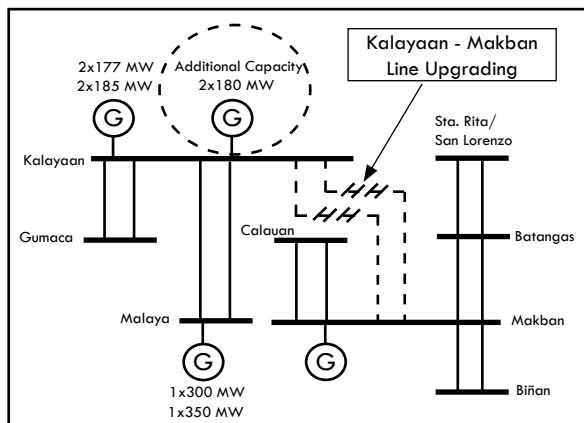 Kalayaan - Makban
Line Upgrading
2x177 MW
2x185 MW
Additional Capacity
2x180 MW
G
G
Sta. Rita/
San Lorenzo
Kalayaan
Gumaca
Calauan
Batangas
Malaya
Makban
G
G
1x300 MW
1x350 MW
Biñan